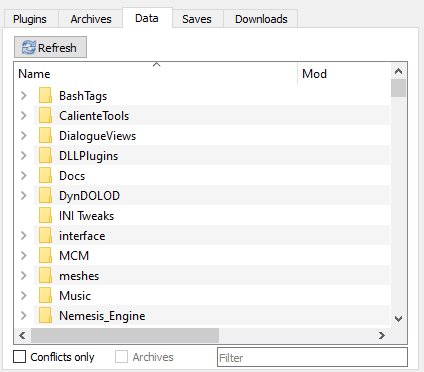 Plugins Archives Data Saves Downloads
Refresh
Name Mod
BashTags
CalienteTools
DialogueViews
DLLPlugins
Docs
DynDOLOD
INI Tweaks
interface
MCM
meshes
Music
Nemesis_Engine
Conflicts only Archives Filter